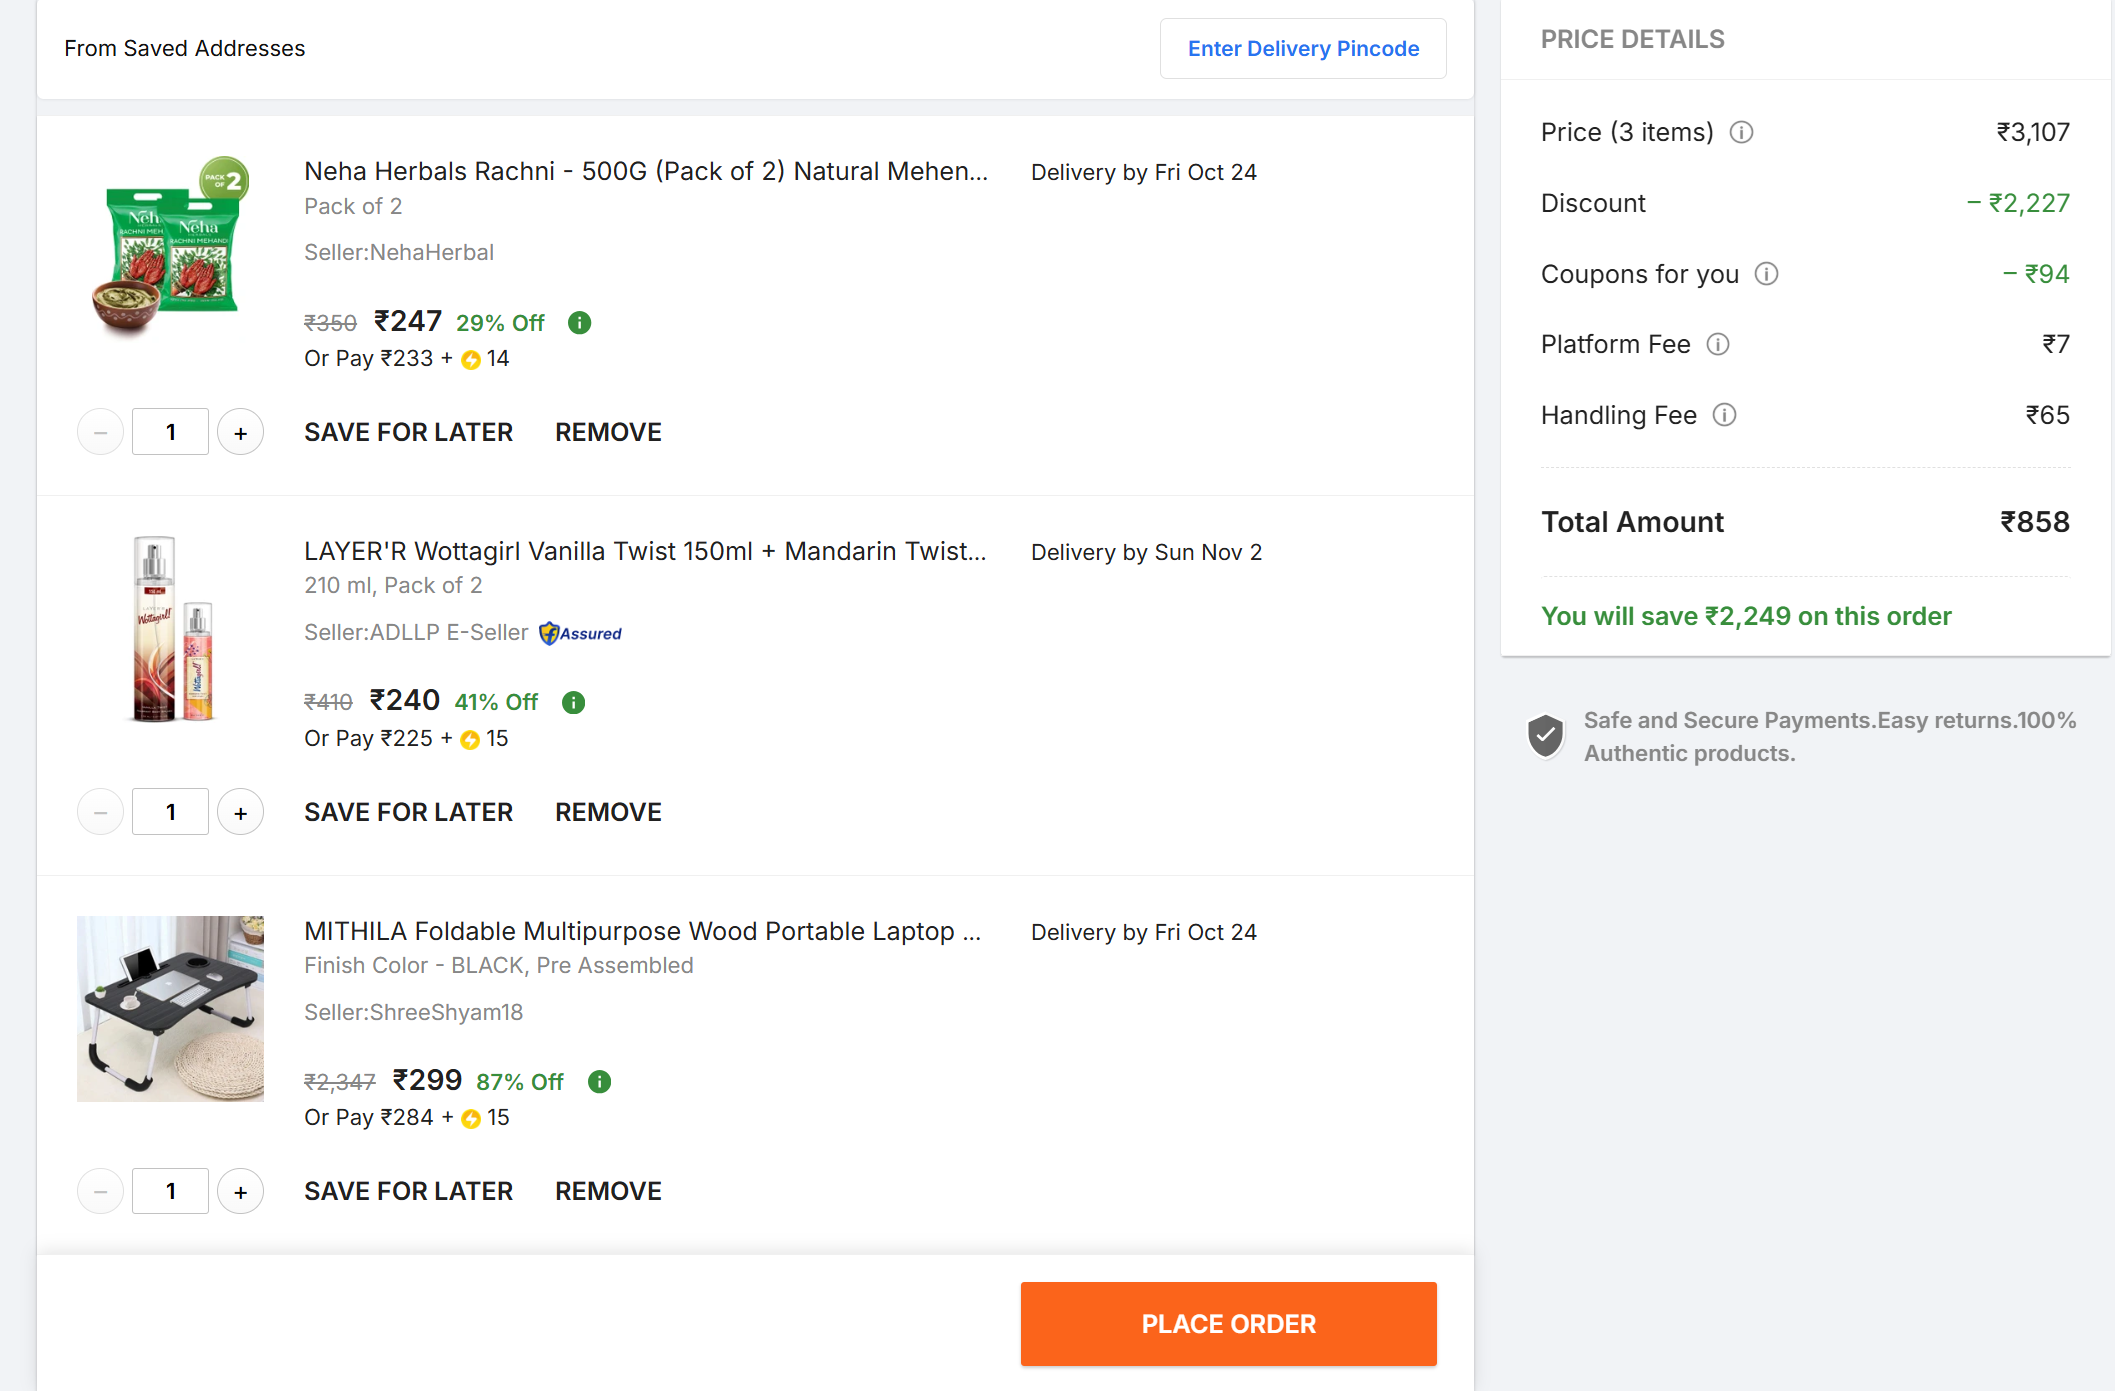 From Saved Addresses
Enter Delivery Pincode
PACK OF 2
Neha
RACHNI MEHANDI
Neha Herbals Rachni - 500G (Pack of 2) Natural Mehen...
Pack of 2
Seller:NehaHerbal
₹350 ₹247 29% Off
Or Pay ₹233 + 14
Delivery by Fri Oct 24
− 1 +
SAVE FOR LATER REMOVE
Wottagirl!
LAYER'R Wottagirl Vanilla Twist 150ml + Mandarin Twist...
210 ml, Pack of 2
Seller:ADLLP E-Seller Assured
₹410 ₹240 41% Off
Or Pay ₹225 + 15
Delivery by Sun Nov 2
− 1 +
SAVE FOR LATER REMOVE
MITHILA Foldable Multipurpose Wood Portable Laptop ...
Finish Color - BLACK, Pre Assembled
Seller:ShreeShyam18
₹2,347 ₹299 87% Off
Or Pay ₹284 + 15
Delivery by Fri Oct 24
− 1 +
SAVE FOR LATER REMOVE
PLACE ORDER
PRICE DETAILS
Price (3 items) ₹3,107
Discount − ₹2,227
Coupons for you − ₹94
Platform Fee ₹7
Handling Fee ₹65
Total Amount ₹858
You will save ₹2,249 on this order
Safe and Secure Payments.Easy returns.100%
Authentic products.